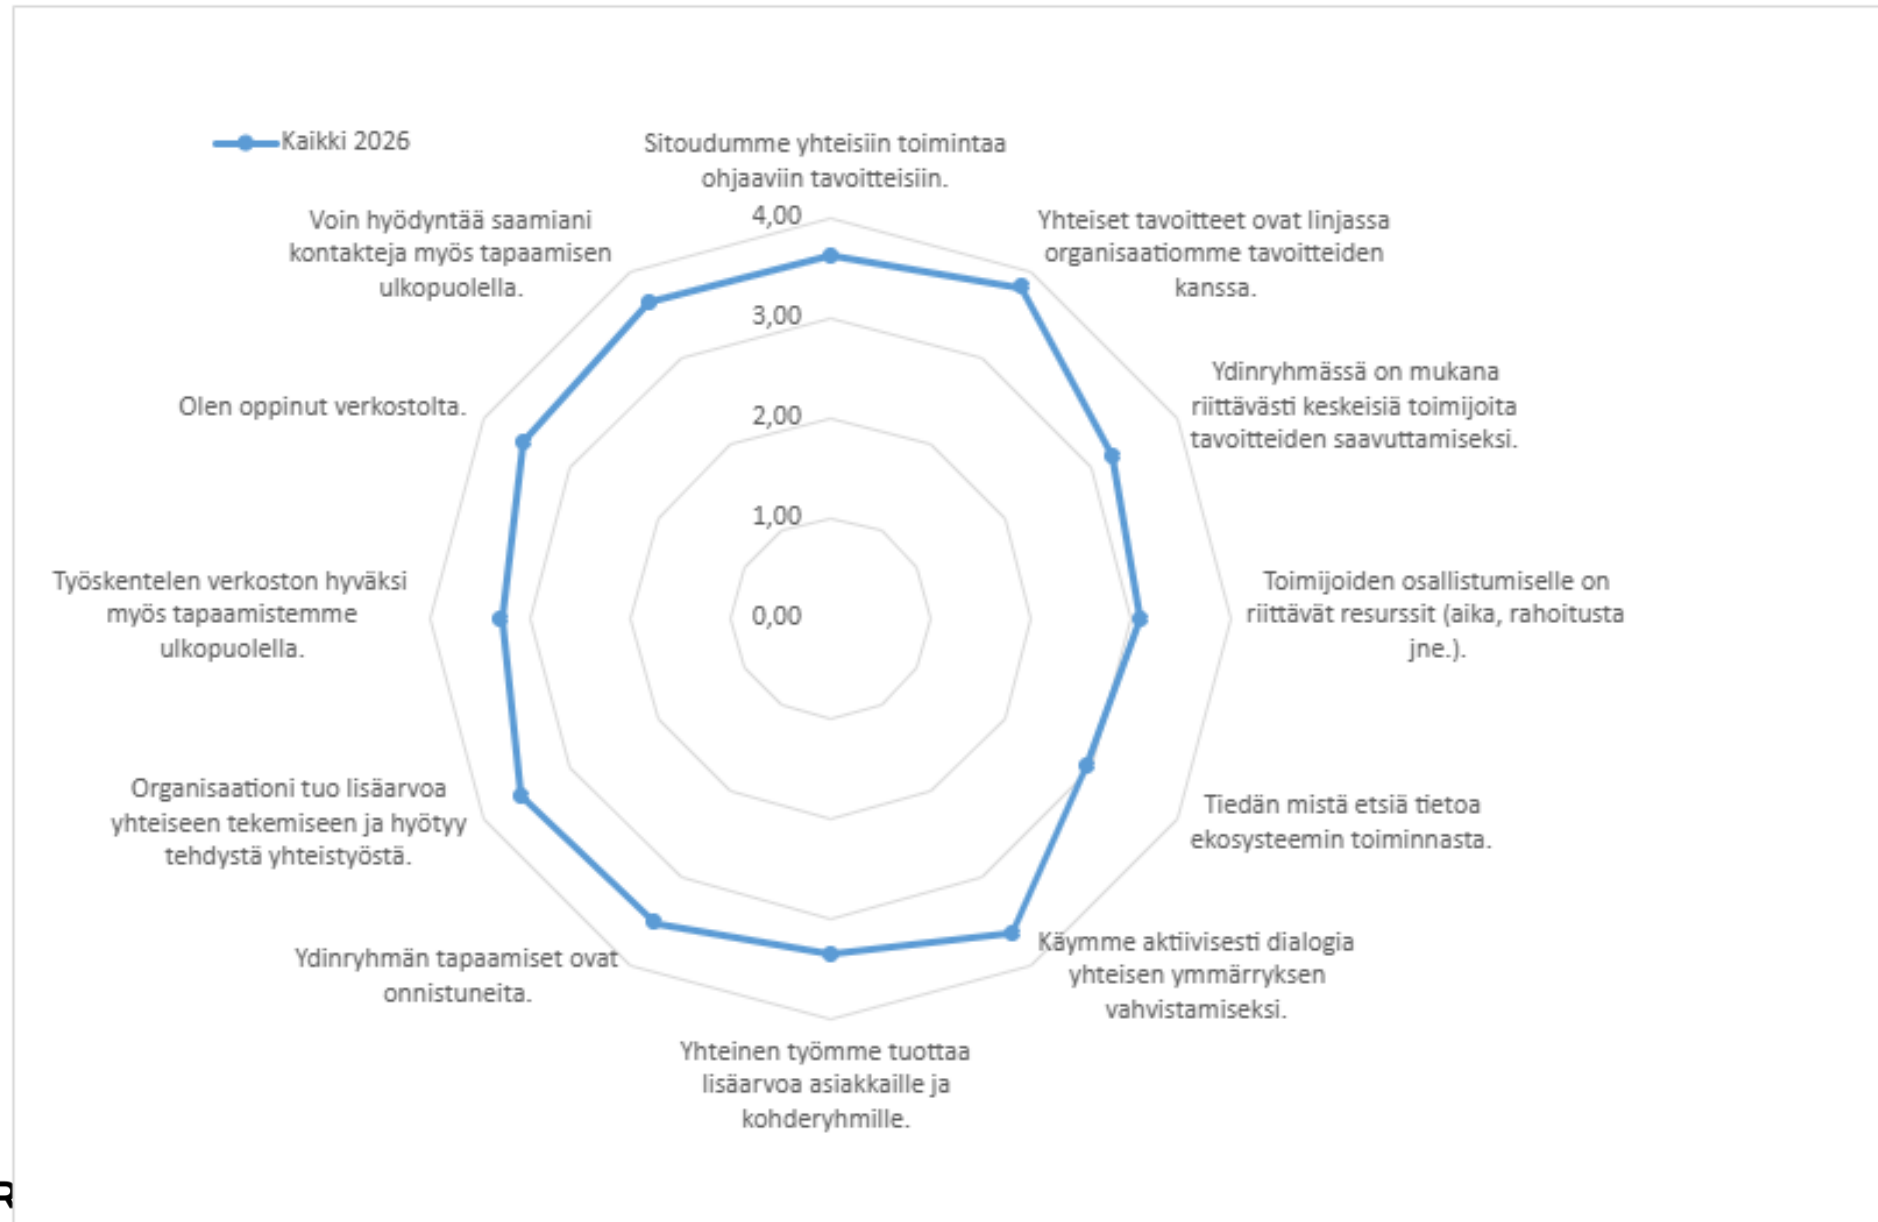 Kaikki 2026
Sitoudumme yhteisiin toimintaa
ohjaaviin tavoitteisiin.
Yhteiset tavoitteet ovat linjassa
organisaatiomme tavoitteiden
kanssa.
Ydinryhmässä on mukana
riittävästi keskeisiä toimijoita
tavoitteiden saavuttamiseksi.
Toimijoiden osallistumiselle on
riittävät resurssit (aika, rahoitusta
jne.).
Tiedän mistä etsiä tietoa
ekosysteemin toiminnasta.
Käymme aktiivisesti dialogia
yhteisen ymmärryksen
vahvistamiseksi.
Yhteinen työmme tuottaa
lisäarvoa asiakkaille ja
kohderyhmille.
Ydinryhmän tapaamiset ovat
onnistuneita.
Organisaationi tuo lisäarvoa
yhteiseen tekemiseen ja hyötyy
tehdystä yhteistyöstä.
Työskentelen verkoston hyväksi
myös tapaamistemme
ulkopuolella.
Olen oppinut verkostolta.
Voin hyödyntää saamiani
kontakteja myös tapaamisen
ulkopuolella.
4,00
3,00
2,00
1,00
0,00
R